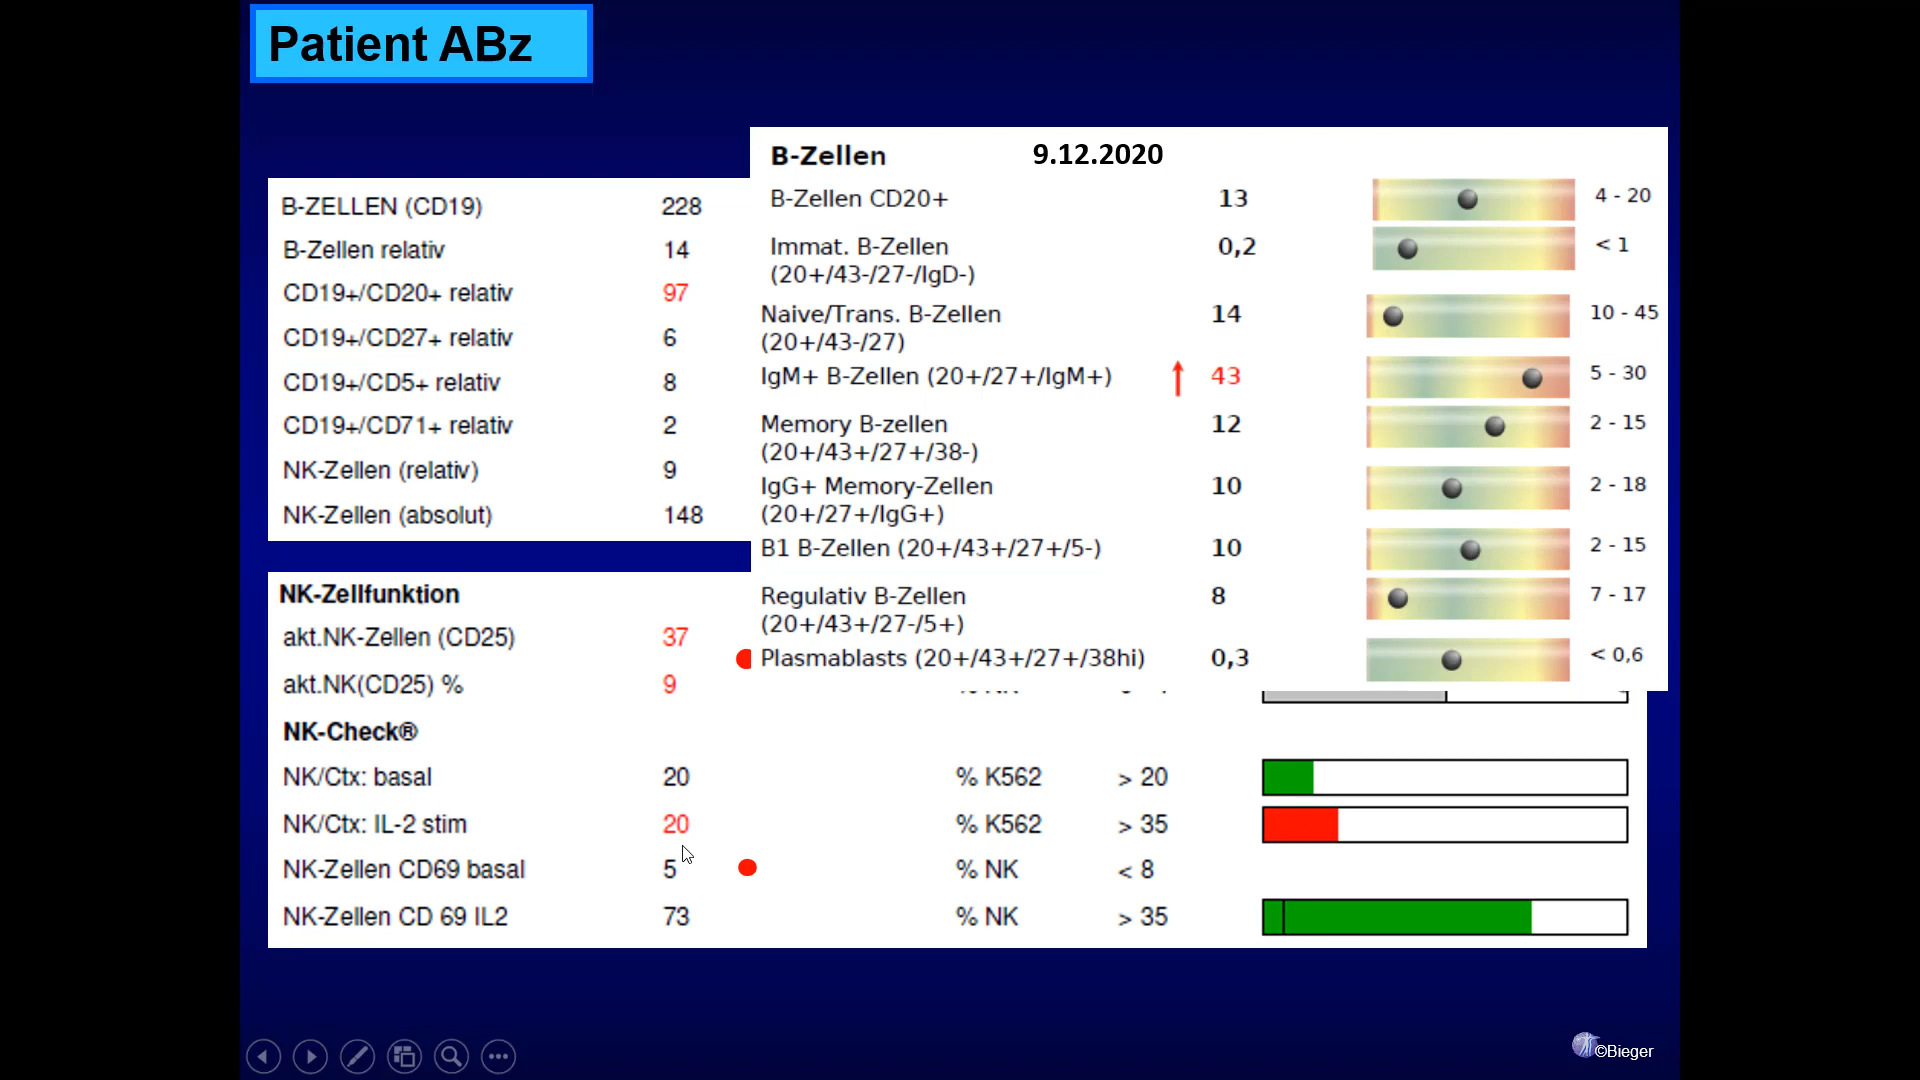 Patient ABz
B-ZELLEN (CD19) 228
B-Zellen relativ 14
CD19+/CD20+ relativ 97
CD19+/CD27+ relativ 6
CD19+/CD5+ relativ 8
CD19+/CD71+ relativ 2
NK-Zellen (relativ) 9
NK-Zellen (absolut) 148
B-Zellen 9.12.2020
B-Zellen CD20+ 13 4 - 20
Immat. B-Zellen 0,2 < 1
(20+/43-/27-/IgD-)
Naive/Trans. B-Zellen 14 10 - 45
(20+/43-/27)
IgM+ B-Zellen (20+/27+/IgM+) 43 5 - 30
Memory B-zellen 12 2 - 15
(20+/43+/27+/38-)
IgG+ Memory-Zellen 10 2 - 18
(20+/27+/IgG+)
B1 B-Zellen (20+/43+/27+/5-) 10 2 - 15
Regulativ B-Zellen 8 7 - 17
(20+/43+/27-/5+)
Plasmablasts (20+/43+/27+/38hi) 0,3 < 0,6
NK-Zellfunktion
akt.NK-Zellen (CD25) 37
akt.NK(CD25) % 9
NK-Check®
NK/Ctx: basal 20 % K562 > 20
NK/Ctx: IL-2 stim 20 % K562 > 35
NK-Zellen CD69 basal 5 % NK < 8
NK-Zellen CD 69 IL2 73 % NK > 35
©Bieger